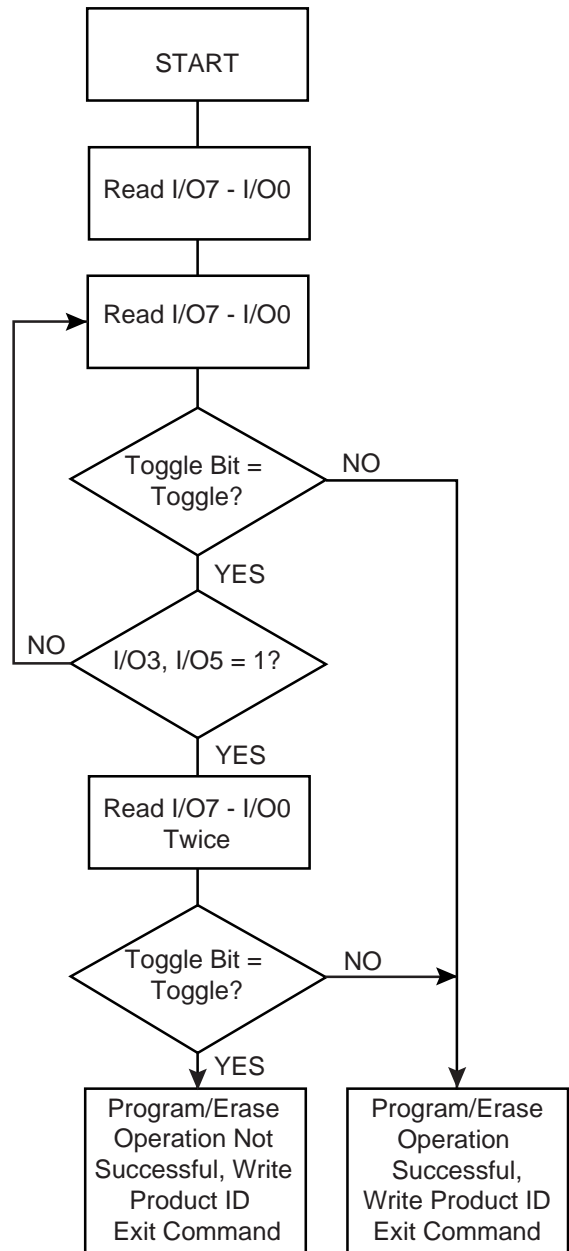 START
Read I/O7 - I/O0
Read I/O7 - I/O0
Toggle Bit =
Toggle?
NO
YES
NO
I/O3, I/O5 = 1?
YES
Read I/O7 - I/O0
Twice
Toggle Bit =
Toggle?
NO
YES
Program/Erase
Operation Not
Successful, Write
Product ID
Exit Command
Program/Erase
Operation
Successful,
Write Product ID
Exit Command